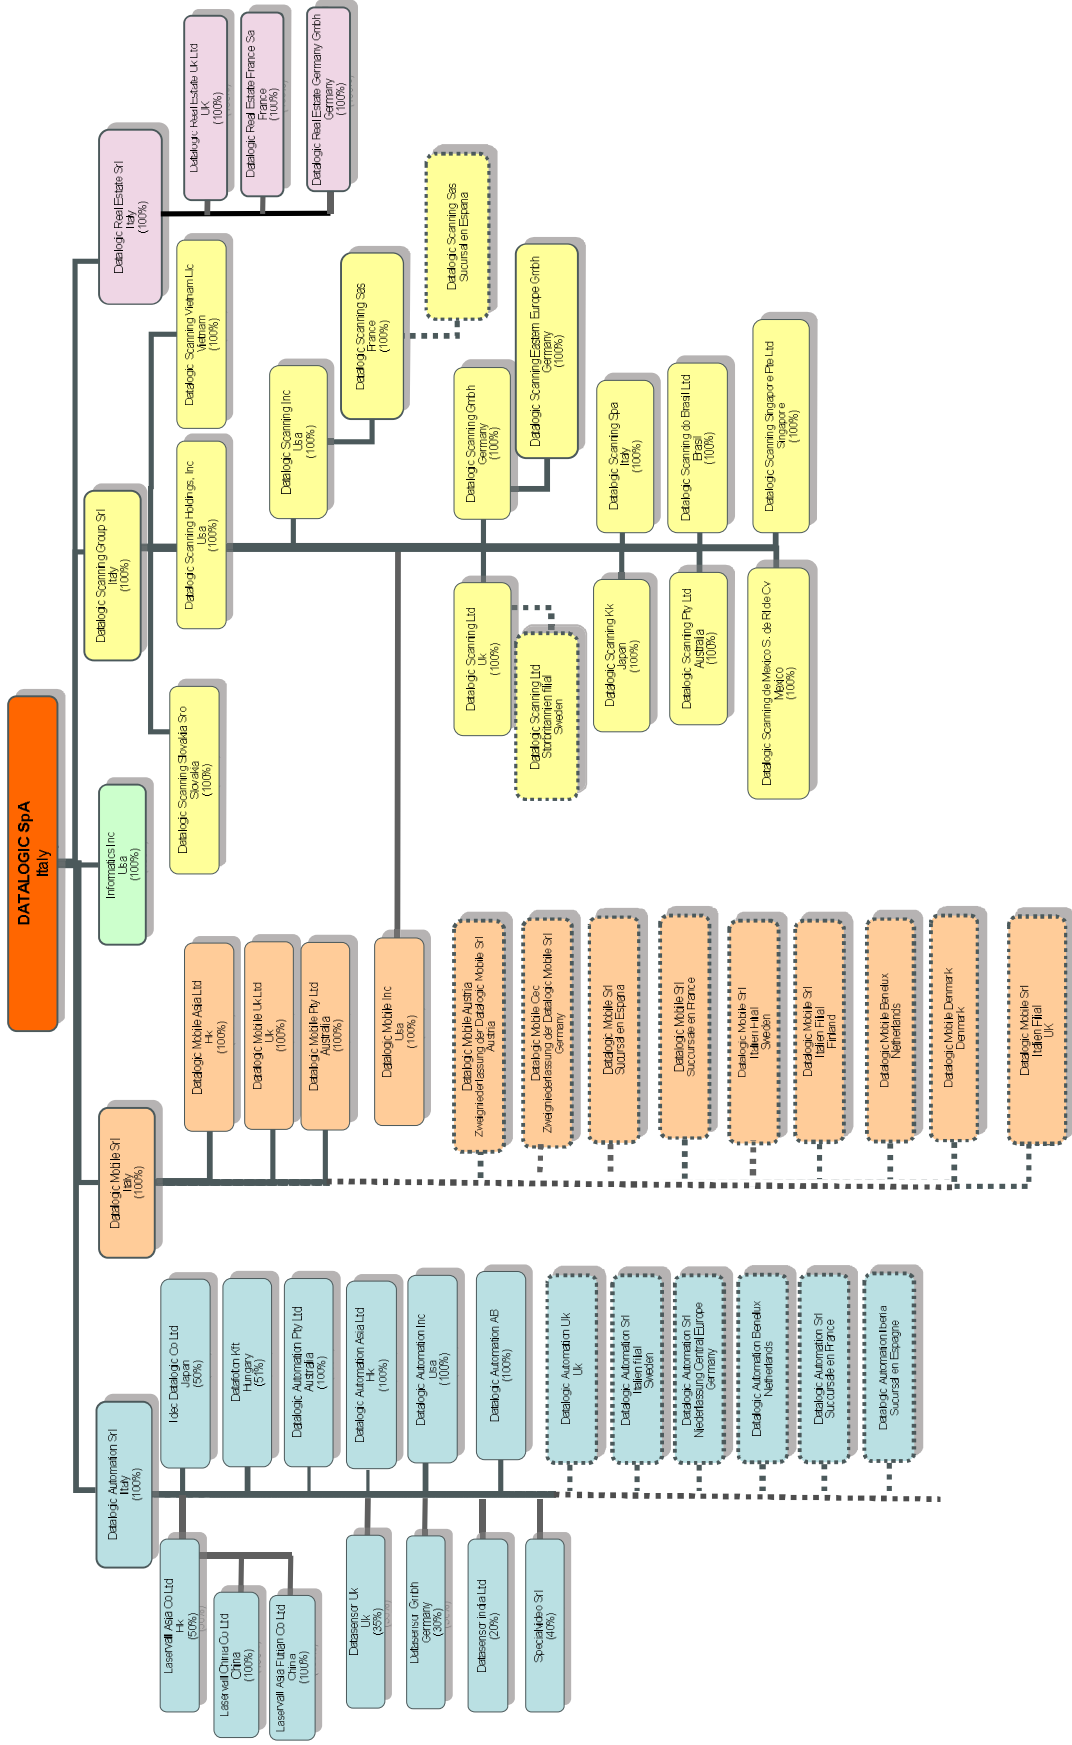 DATALOGIC SpA
Italy
Datalogic Automation Srl
Italy
(100%)
Datalogic Mobile Srl
Italy
(100%)
Informatics Inc
Usa
(100%)
Datalogic Scanning Group Srl
Italy
(100%)
Datalogic Real Estate Srl
Italy
(100%)
Laservall Asia Co Ltd
Hk
(50%)
Laservall China Co Ltd
China
(100%)
Laservall Asia Futian Co Ltd
China
(100%)
Datasensor Uk
Uk
(35%)
Datasensor Gmbh
Germany
(30%)
Datasensor india Ltd
(20%)
Specialvideo Srl
(40%)
Idec Datalogic Co Ltd
Japan
(50%)
Datafoton Kft
Hungary
(51%)
Datalogic Automation Pty Ltd
Australia
(100%)
Datalogic Automation Asia Ltd
Hk
(100%)
Datalogic Automation Inc
Usa
(100%)
Datalogic Automation AB
(100%)
Datalogic Automation Uk
Uk
Datalogic Automation Srl
Italien filial
Sweden
Datalogic Automation Srl
Niederlassung Central Europe
Germany
Datalogic Automation Benelux
Netherlands
Datalogic Automation Srl
Succursale en France
Datalogic Automation Iberia
Sucursal en Espagne
Datalogic Mobile Asia Ltd
Hk
(100%)
Datalogic Mobile Uk Ltd
Uk
(100%)
Datalogic Mobile Pty Ltd
Australia
(100%)
Datalogic Mobile Inc
Usa
(100%)
Datalogic Mobile Austria
Zweigniederlassung der Datalogic Mobile Srl
Austria
Datalogic Mobile Cec
Zweigniederlassung der Datalogic Mobile Srl
Germany
Datalogic Mobile Srl
Sucursal en Espana
Datalogic Mobile Srl
Succursale en France
Datalogic Mobile Srl
Italien Filial
Sweden
Datalogic Mobile Srl
Italien Filial
Finland
Datalogic Mobile Benelux
Netherlands
Datalogic Mobile Denmark
Denmark
Datalogic Mobile Srl
Italien Filial
UK
Datalogic Scanning Slovakia Sro
Slovakia
(100%)
Datalogic Scanning Holdings, Inc
Usa
(100%)
Datalogic Scanning Vietnam Llc
Vietnam
(100%)
Datalogic Scanning Inc
Usa
(100%)
Datalogic Scanning Sas
France
(100%)
Datalogic Scanning Sas
Sucursal en Espana
Datalogic Scanning Ltd
Uk
(100%)
Datalogic Scanning Ltd
Storbritannien filial
Sweden
Datalogic Scanning Gmbh
Germany
(100%)
Datalogic Scanning Eastern Europe Gmbh
Germany
(100%)
Datalogic Scanning Kk
Japan
(100%)
Datalogic Scanning Spa
Italy
(100%)
Datalogic Scanning Pty Ltd
Australia
(100%)
Datalogic Scanning do Brasil Ltd
Brasil
(100%)
Datalogic Scanning de Mexico S. de Rl de Cv
Mexico
(100%)
Datalogic Scanning Singapore Pte Ltd
Singapore
(100%)
Datalogic Real Estate Uk Ltd
UK
(100%)
Datalogic Real Estate France Sa
France
(100%)
Datalogic Real Estate Germany Gmbh
Germany
(100%)